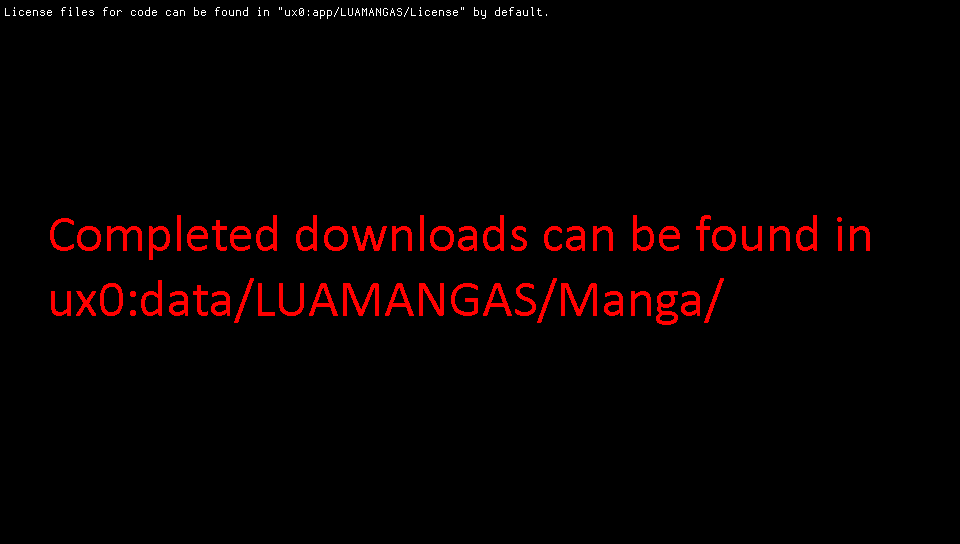 License files for code can be found in "ux0:app/LUAMANGAS/License" by default.
Completed downloads can be found in
ux0:data/LUAMANGAS/Manga/